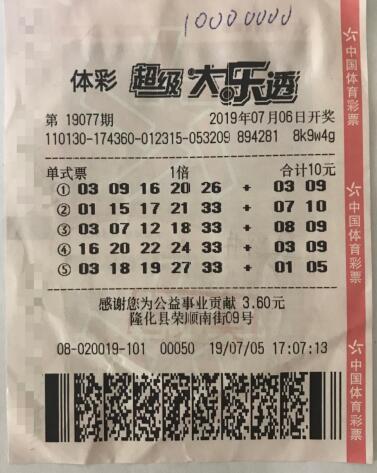 10000000
体彩 超级大乐透
第 19077期 2019年07月06日开奖
110130-174360-012315-053209 894281 8k9w4g
单式票 1倍 合计10元
① 03 09 16 20 26 + 03 09
② 01 15 17 21 33 + 07 10
③ 03 07 12 18 33 + 08 09
④ 16 20 22 24 33 + 03 09
⑤ 03 18 19 27 33 + 01 05
感谢您为公益事业贡献 3.60元
隆化县荣顺南街09号
08-020019-101 00050 19/07/05 17:07:13
中国体育彩票
中国体育彩票
中国体育彩票